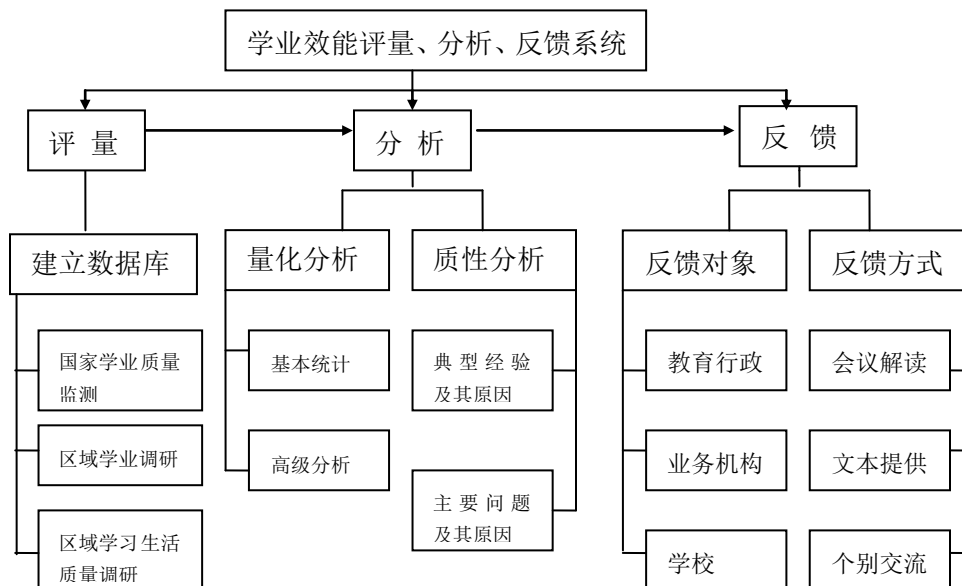 学业效能评量、分析、反馈系统
评 量
分 析
反 馈
建立数据库
量化分析
质性分析
反馈对象
反馈方式
国家学业质量
监测
基本统计
典 型 经 验
及其原因
教育行政
会议解读
区域学业调研
高级分析
主 要 问 题
及其原因
业务机构
文本提供
区域学习生活
质量调研
学校
个别交流